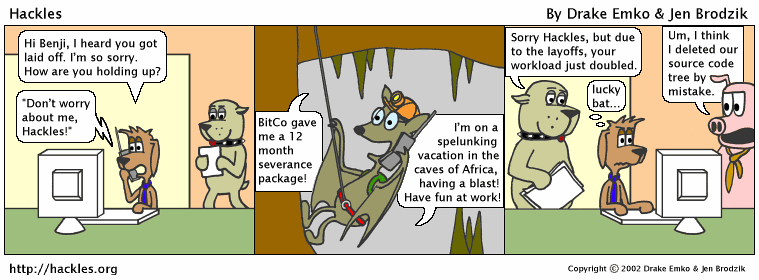 Hackles
By Drake Emko & Jen Brodzik
Hi Benji, I heard you got
laid off. I'm so sorry.
How are you holding up?
"Don't worry
about me,
Hackles!"
BitCo gave
me a 12
month
severance
package!
I'm on a
spelunking
vacation in the
caves of Africa,
having a blast!
Have fun at work!
Sorry Hackles, but due
to the layoffs, your
workload just doubled.
lucky
bat...
Um, I think
I deleted our
source code
tree by
mistake.
http://hackles.org
Copyright © 2002 Drake Emko & Jen Brodzik